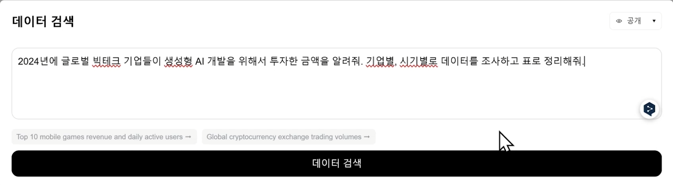 데이터 검색
공개
2024년에 글로벌 빅테크 기업들이 생성형 AI 개발을 위해서 투자한 금액을 알려줘. 기업별, 시기별로 데이터를 조사하고 표로 정리해줘.
Top 10 mobile games revenue and daily active users → Global cryptocurrency exchange trading volumes →
데이터 검색